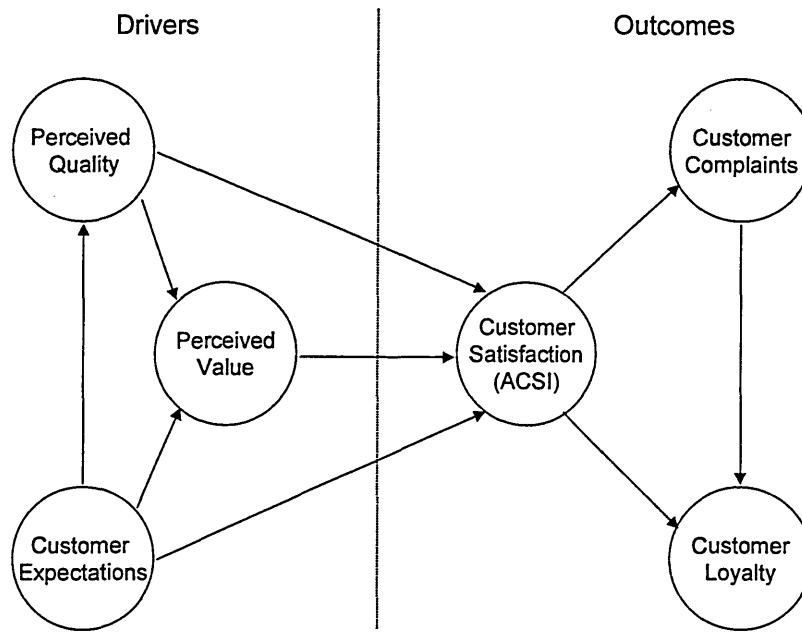 Drivers
Outcomes
Perceived
Quality
Customer
Complaints
Perceived
Value
Customer
Satisfaction
(ACSI)
Customer
Expectations
Customer
Loyalty